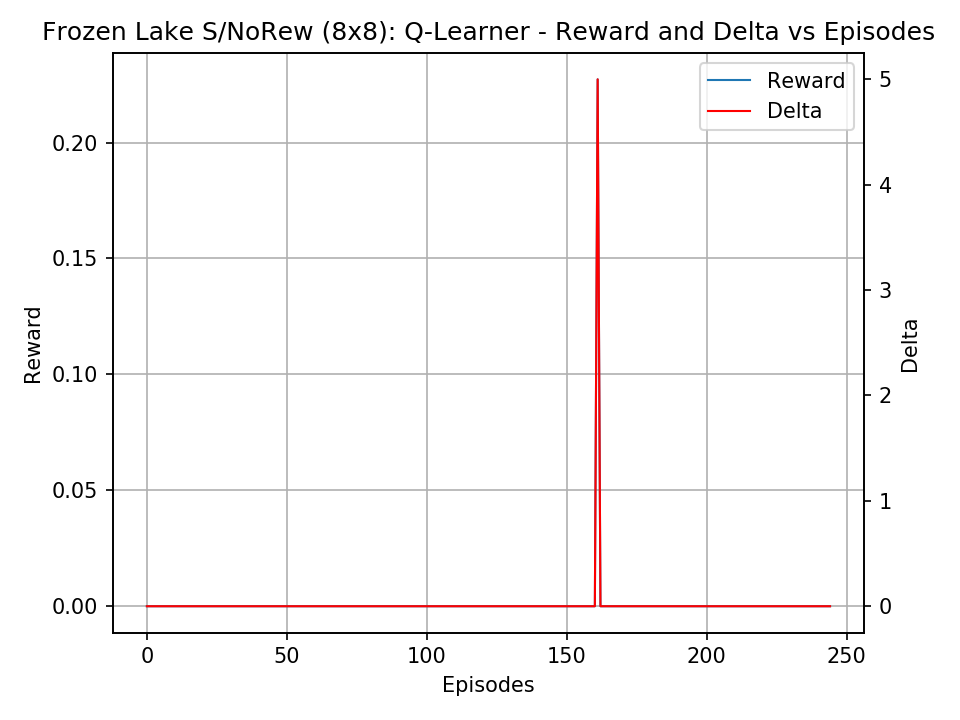 Frozen Lake S/NoRew (8x8): Q-Learner - Reward and Delta vs Episodes
Reward
Delta
0.20
0.15
0.10
0.05
0.00
Reward
5
4
3
2
1
0
Delta
0
50
100
150
200
250
Episodes